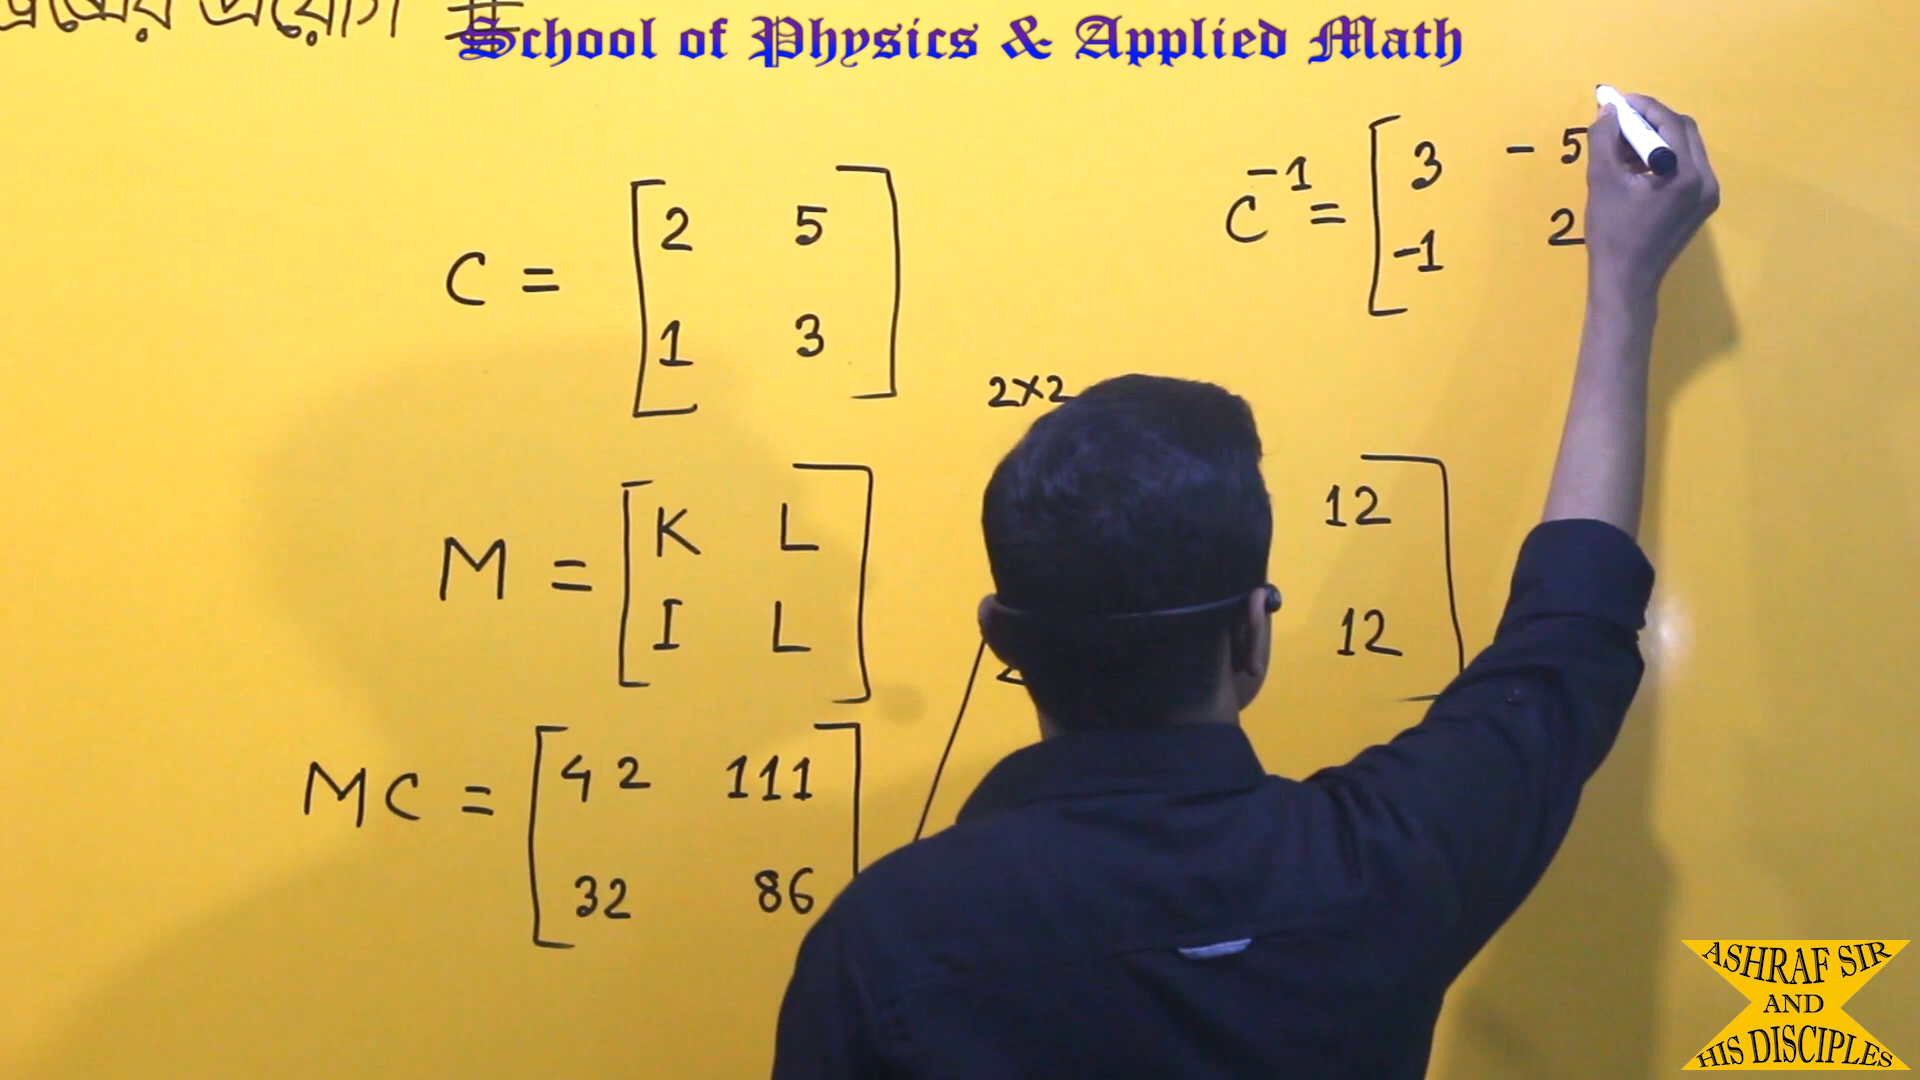 প্রয়োগ #
School of Physics & Applied Math
C = [2 5
1 3]
C⁻¹ = [3 -5
-1 2
2×2
M = [K L
I L]
12
12]
MC = [42 111
32 86
ASHRAF SIR
AND
HIS DISCIPLES